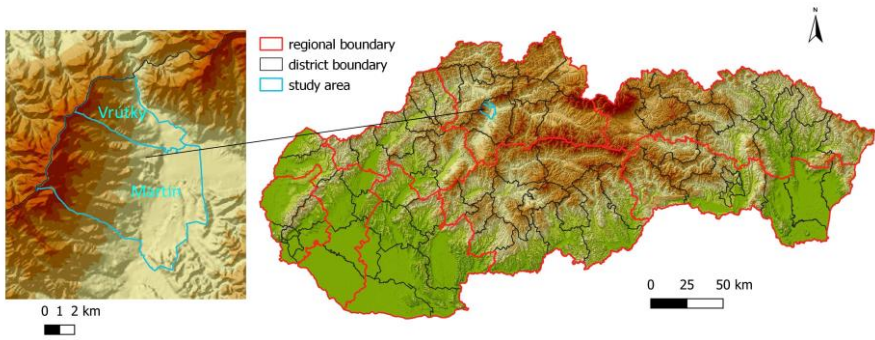 N
regional boundary
district boundary
study area
Vrútky
Martin
0 25 50 km
0 1 2 km